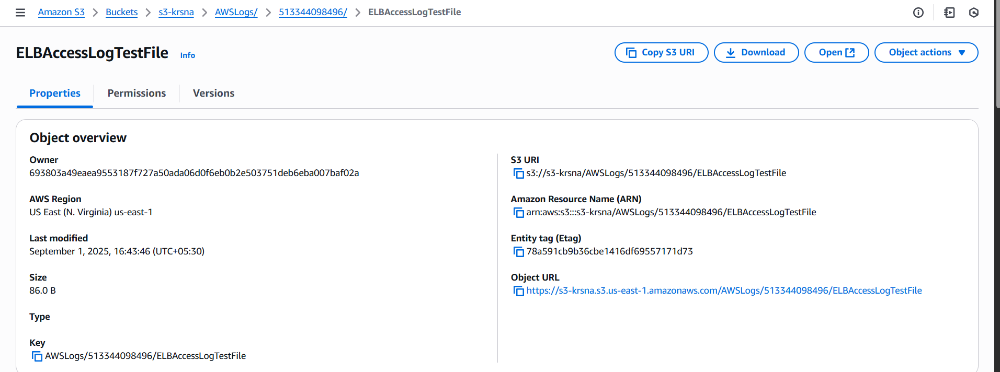 Amazon S3 > Buckets > s3-krsna > AWSLogs/ > 513344098496/ > ELBAccessLogTestFile
ELBAccessLogTestFile Info
Copy S3 URI Download Open Object actions
Properties Permissions Versions
Object overview
Owner
693803a49eaea9553187f727a50ada06d0f6eb0b2e503751deb6eba007baf02a
AWS Region
US East (N. Virginia) us-east-1
Last modified
September 1, 2025, 16:43:46 (UTC+05:30)
Size
86.0 B
Type
Key
AWSLogs/513344098496/ELBAccessLogTestFile
S3 URI
s3://s3-krsna/AWSLogs/513344098496/ELBAccessLogTestFile
Amazon Resource Name (ARN)
arn:aws:s3:::s3-krsna/AWSLogs/513344098496/ELBAccessLogTestFile
Entity tag (Etag)
78a591cb9b36cbe1416df69557171d73
Object URL
https://s3-krsna.s3.us-east-1.amazonaws.com/AWSLogs/513344098496/ELBAccessLogTestFile